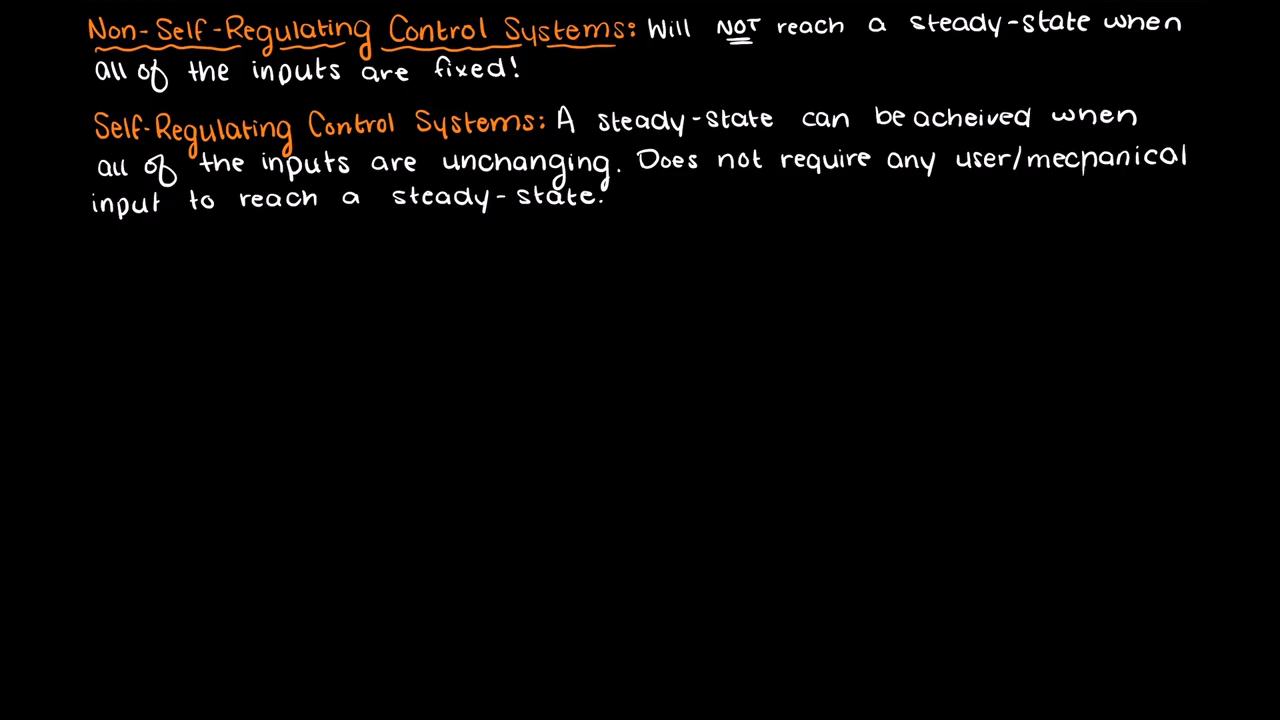 Non-Self-Regulating Control Systems: Will NOT reach a steady-state when
all of the inputs are fixed!
Self-Regulating Control Systems: A steady-state can be acheived when
all of the inputs are unchanging. Does not require any user/mechanical
input to reach a steady-state.